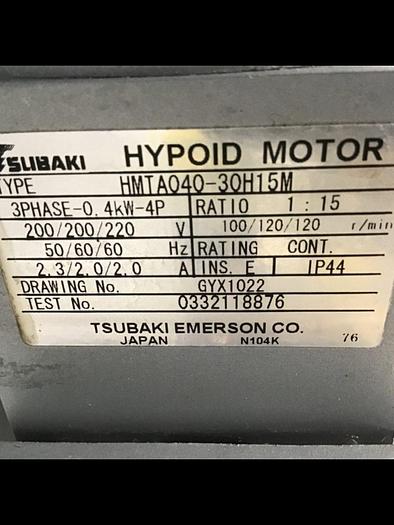 TSUBAKI HYPOID MOTOR
TYPE HMTA040-30H15M
3PHASE-0.4kW-4P RATIO 1:15
200/200/220 V 100/120/120 r/min
50/60/60 Hz RATING CONT.
2.3/2.0/2.0 A INS. E IP44
DRAWING No. GYX1022
TEST No. 0332118876
TSUBAKI EMERSON CO.
JAPAN N104K 76